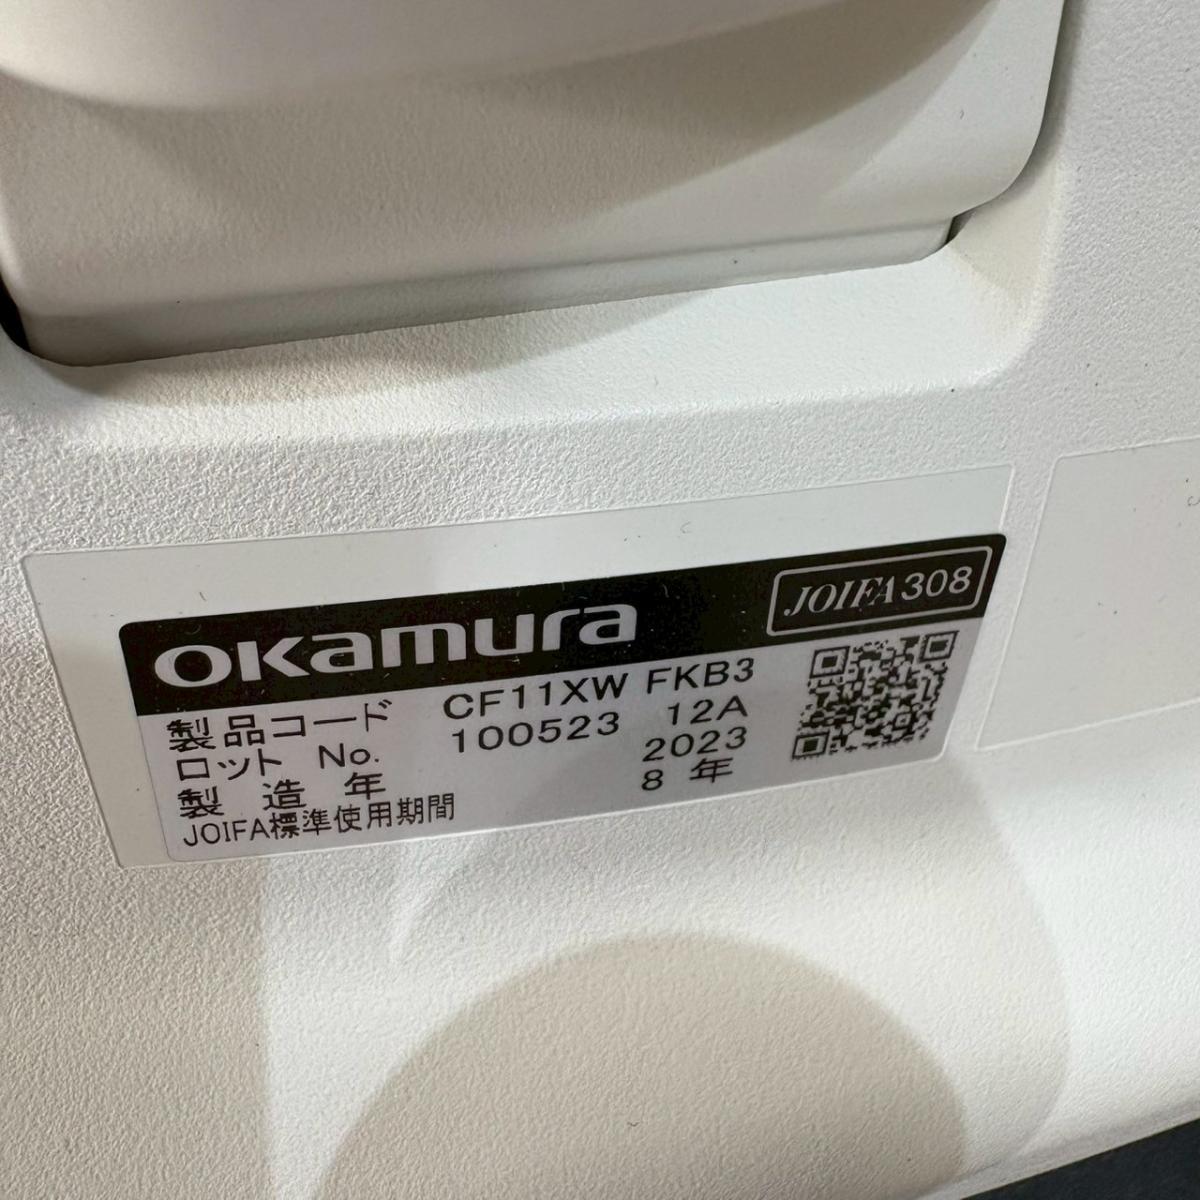 okamura JOIFA308
製品コード CF11XW FKB3
ロット No. 100523 12A
製造年 2023
JOIFA標準使用期間 8年